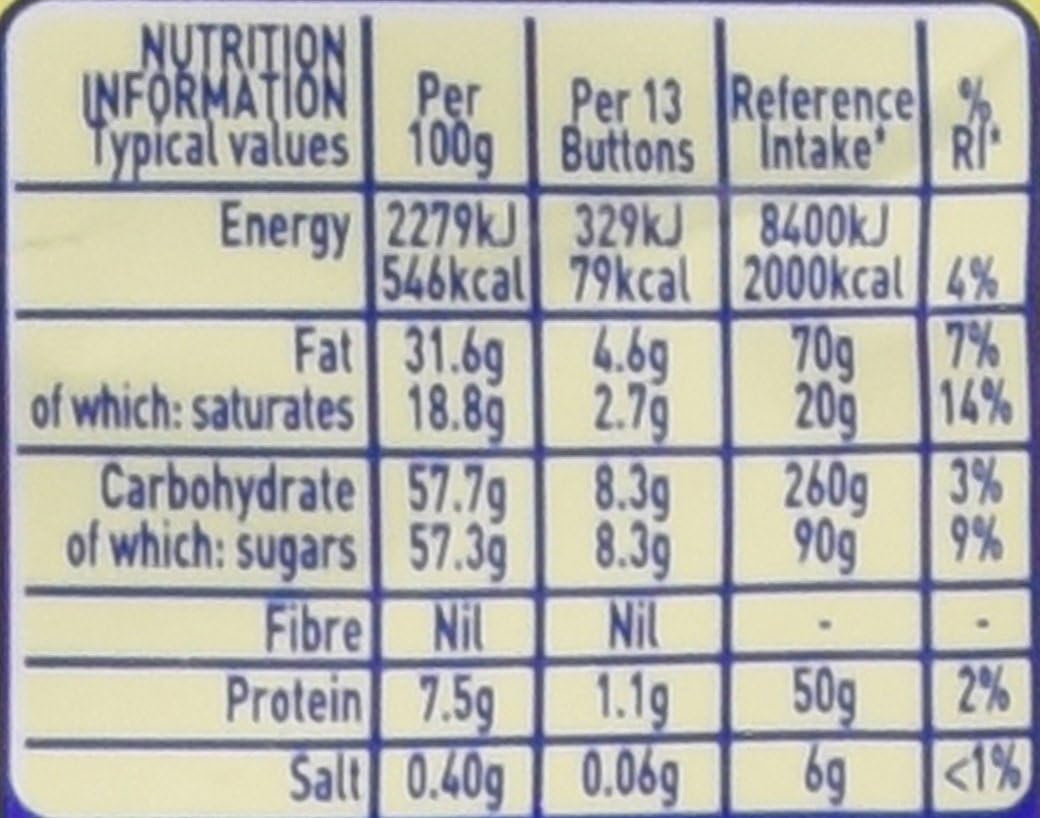 NUTRITION INFORMATION Typical values Per 100g Per 13 Buttons Reference Intake* % RI*
Energy 2279kJ 329kJ 8400kJ
546kcal 79kcal 2000kcal 4%
Fat 31.6g 4.6g 70g 7%
of which: saturates 18.8g 2.7g 20g 14%
Carbohydrate 57.7g 8.3g 260g 3%
of which: sugars 57.3g 8.3g 90g 9%
Fibre Nil Nil - -
Protein 7.5g 1.1g 50g 2%
Salt 0.40g 0.06g 6g <1%